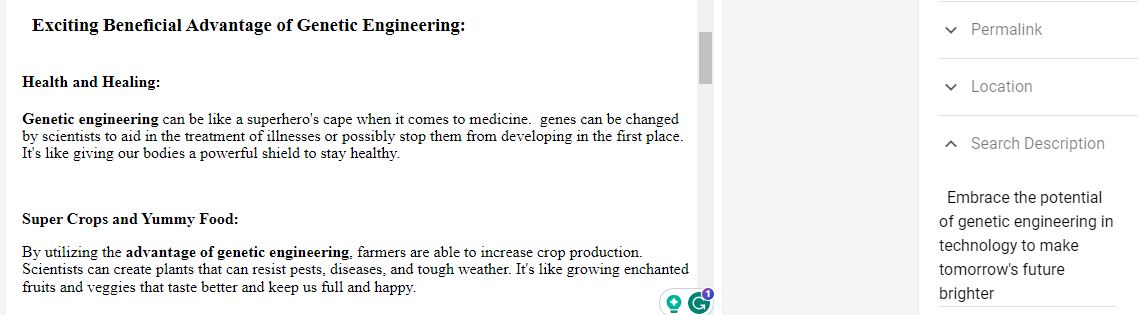 Exciting Beneficial Advantage of Genetic Engineering:
Health and Healing:
Genetic engineering can be like a superhero's cape when it comes to medicine.  genes can be changed
by scientists to aid in the treatment of illnesses or possibly stop them from developing in the first place.
It's like giving our bodies a powerful shield to stay healthy.
Super Crops and Yummy Food:
By utilizing the advantage of genetic engineering, farmers are able to increase crop production.
Scientists can create plants that can resist pests, diseases, and tough weather. It's like growing enchanted
fruits and veggies that taste better and keep us full and happy.
1
Permalink
Location
Search Description
Embrace the potential
of genetic engineering in
technology to make
tomorrow's future
brighter